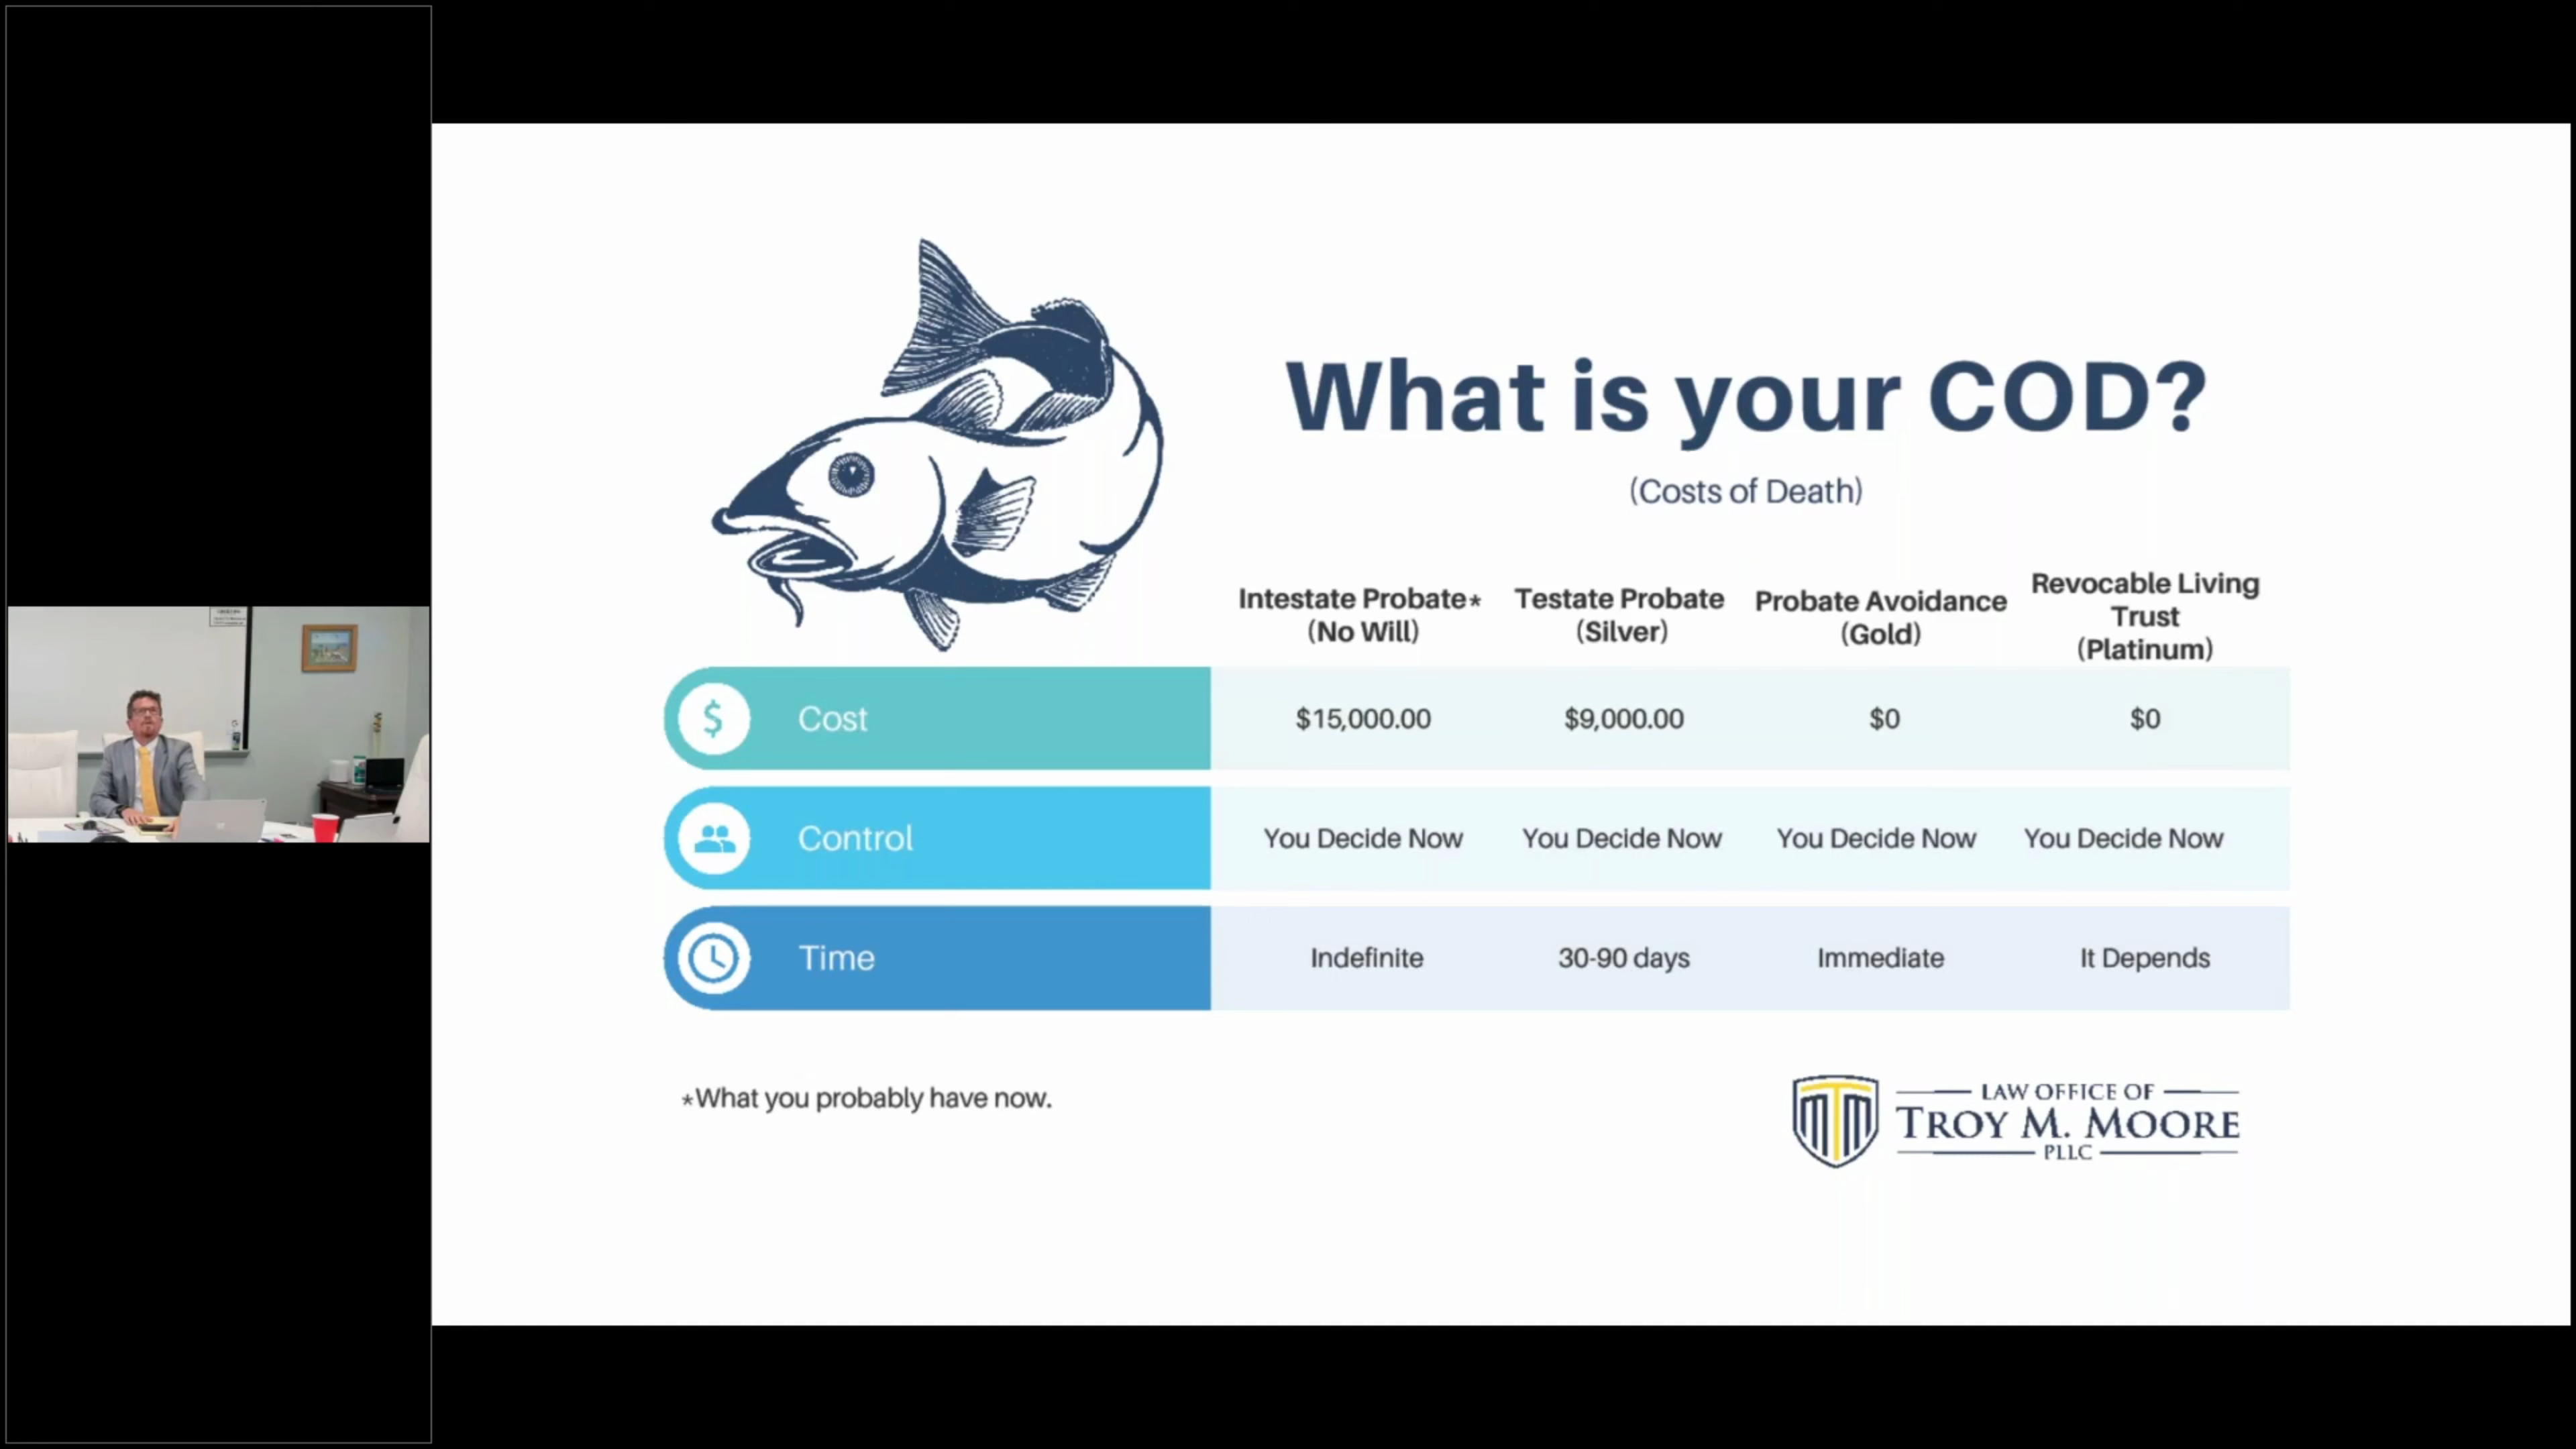 What is your COD?
(Costs of Death)
Intestate Probate*
(No Will)
Testate Probate
(Silver)
Probate Avoidance
(Gold)
Revocable Living
Trust
(Platinum)
$ Cost $15,000.00 $9,000.00 $0 $0
Control You Decide Now You Decide Now You Decide Now You Decide Now
Time Indefinite 30-90 days Immediate It Depends
*What you probably have now.
LAW OFFICE OF
TROY M. MOORE
PLLC